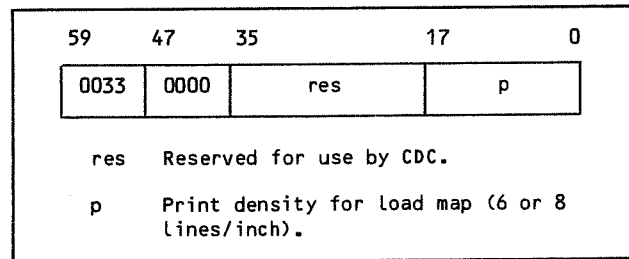 59 47 35 17 0
0033 0000 res p
res Reserved for use by CDC.
p Print density for load map (6 or 8
lines/inch).